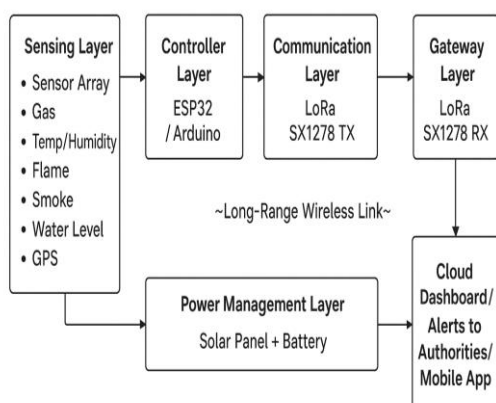 Sensing Layer
• Sensor Array
• Gas
• Temp/Humidity
• Flame
• Smoke
• Water Level
• GPS
Controller
Layer
ESP32
/ Arduino
Communication
Layer
LoRa
SX1278 TX
Gateway
Layer
LoRa
SX1278 RX
~Long-Range Wireless Link~
Power Management Layer
Solar Panel + Battery
Cloud
Dashboard/
Alerts to
Authorities/
Mobile App